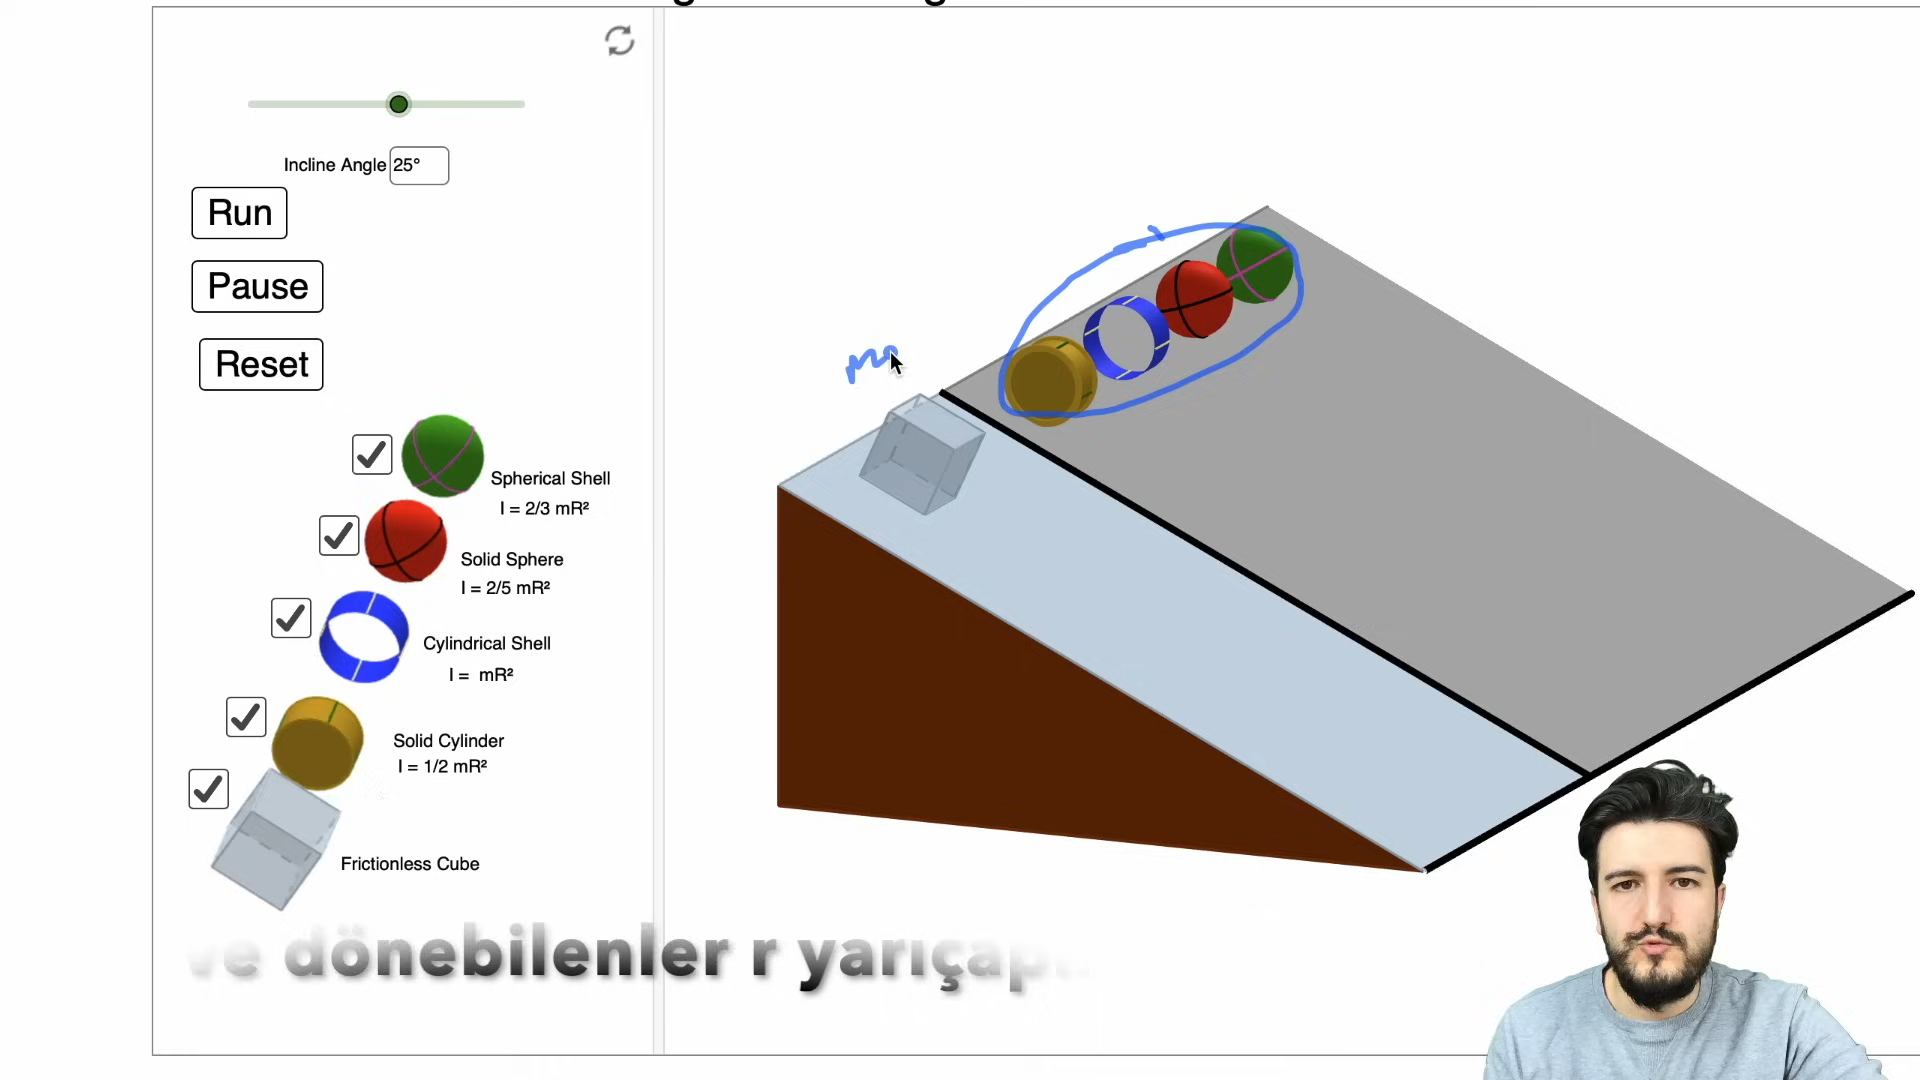 Incline Angle 25°
Run
Pause
Reset
Spherical Shell
I = 2/3 mR²
Solid Sphere
I = 2/5 mR²
Cylindrical Shell
I = mR²
Solid Cylinder
I = 1/2 mR²
Frictionless Cube
ve dönebilenler r yarıçap